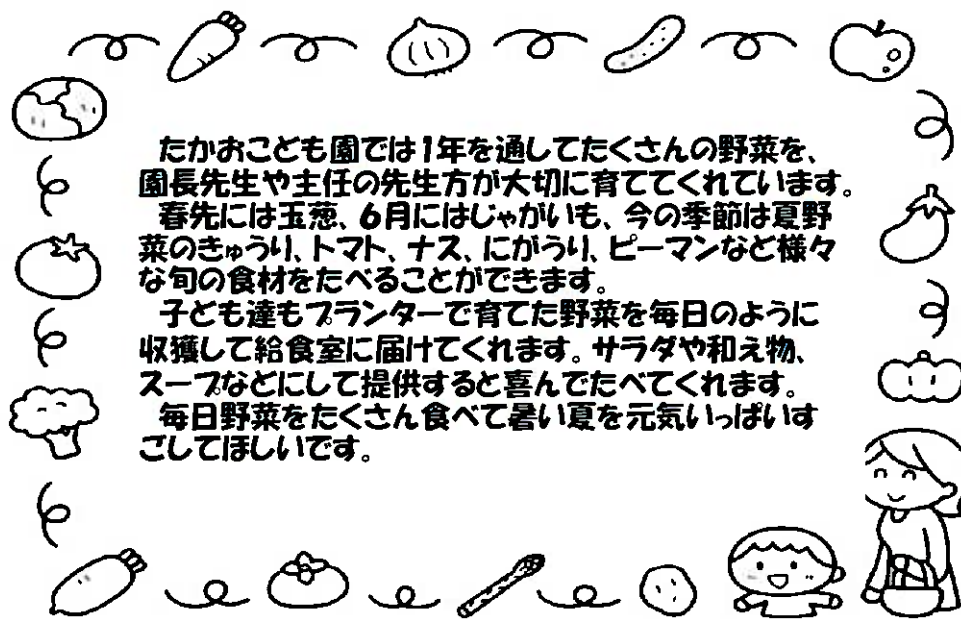 たかおこども園では1年を通してたくさんの野菜を、
園長先生や主任の先生方が大切に育ててくれています。
春先には玉葱、6月にはじゃがいも、今の季節は夏野
菜のきゅうり、トマト、ナス、にがうり、ピーマンなど様々
な旬の食材をたべることができます。
子ども達もプランターで育てた野菜を毎日のように
収獲して給食室に届けてくれます。サラダや和え物、
スープなどにして提供すると喜んでたべてくれます。
毎日野菜をたくさん食べて暑い夏を元気いっぱいす
ごしてほしいです。